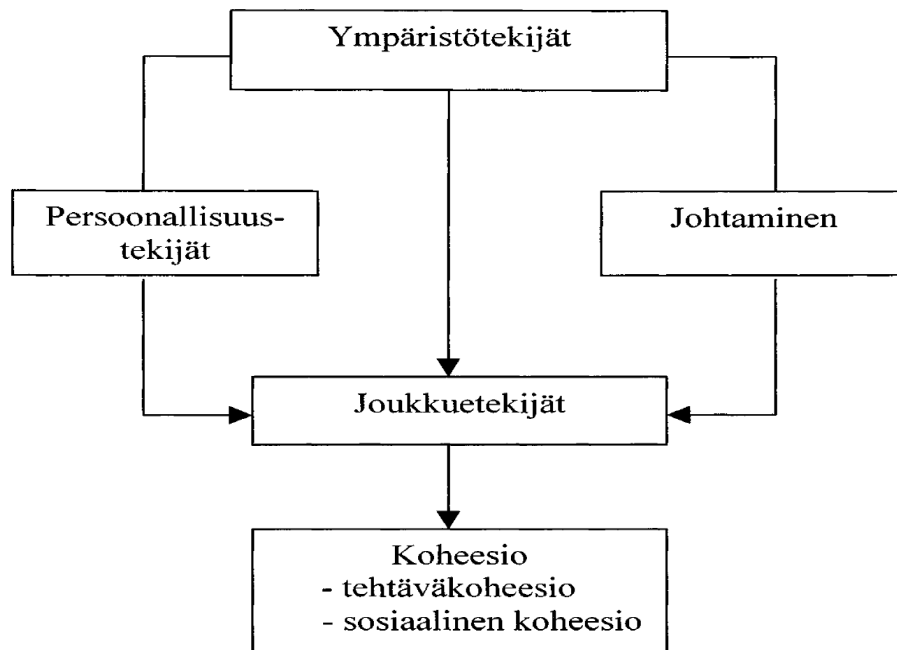 Ympäristötekijät
Persoonallisuus-
tekijät
Johtaminen
Joukkuetekijät
Koheesio
- tehtäväkoheesio
- sosiaalinen koheesio